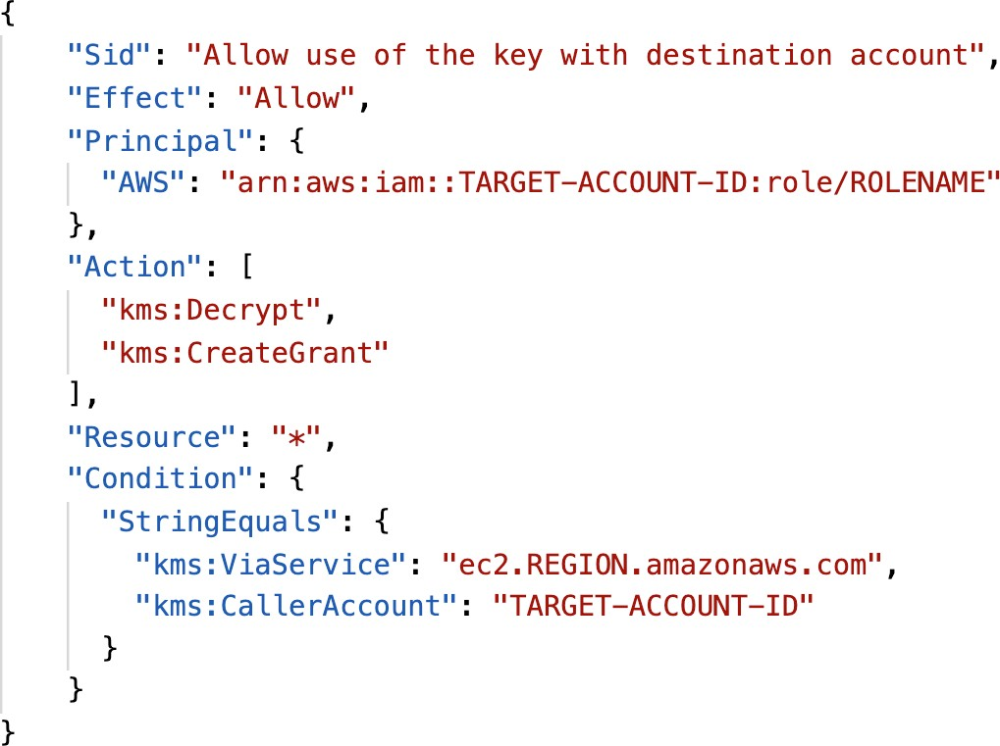 {
"Sid": "Allow use of the key with destination account",
"Effect": "Allow",
"Principal": {
"AWS": "arn:aws:iam::TARGET-ACCOUNT-ID:role/ROLENAME"
},
"Action": [
"kms:Decrypt",
"kms:CreateGrant"
],
"Resource": "*",
"Condition": {
"StringEquals": {
"kms:ViaService": "ec2.REGION.amazonaws.com",
"kms:CallerAccount": "TARGET-ACCOUNT-ID"
}
}
}